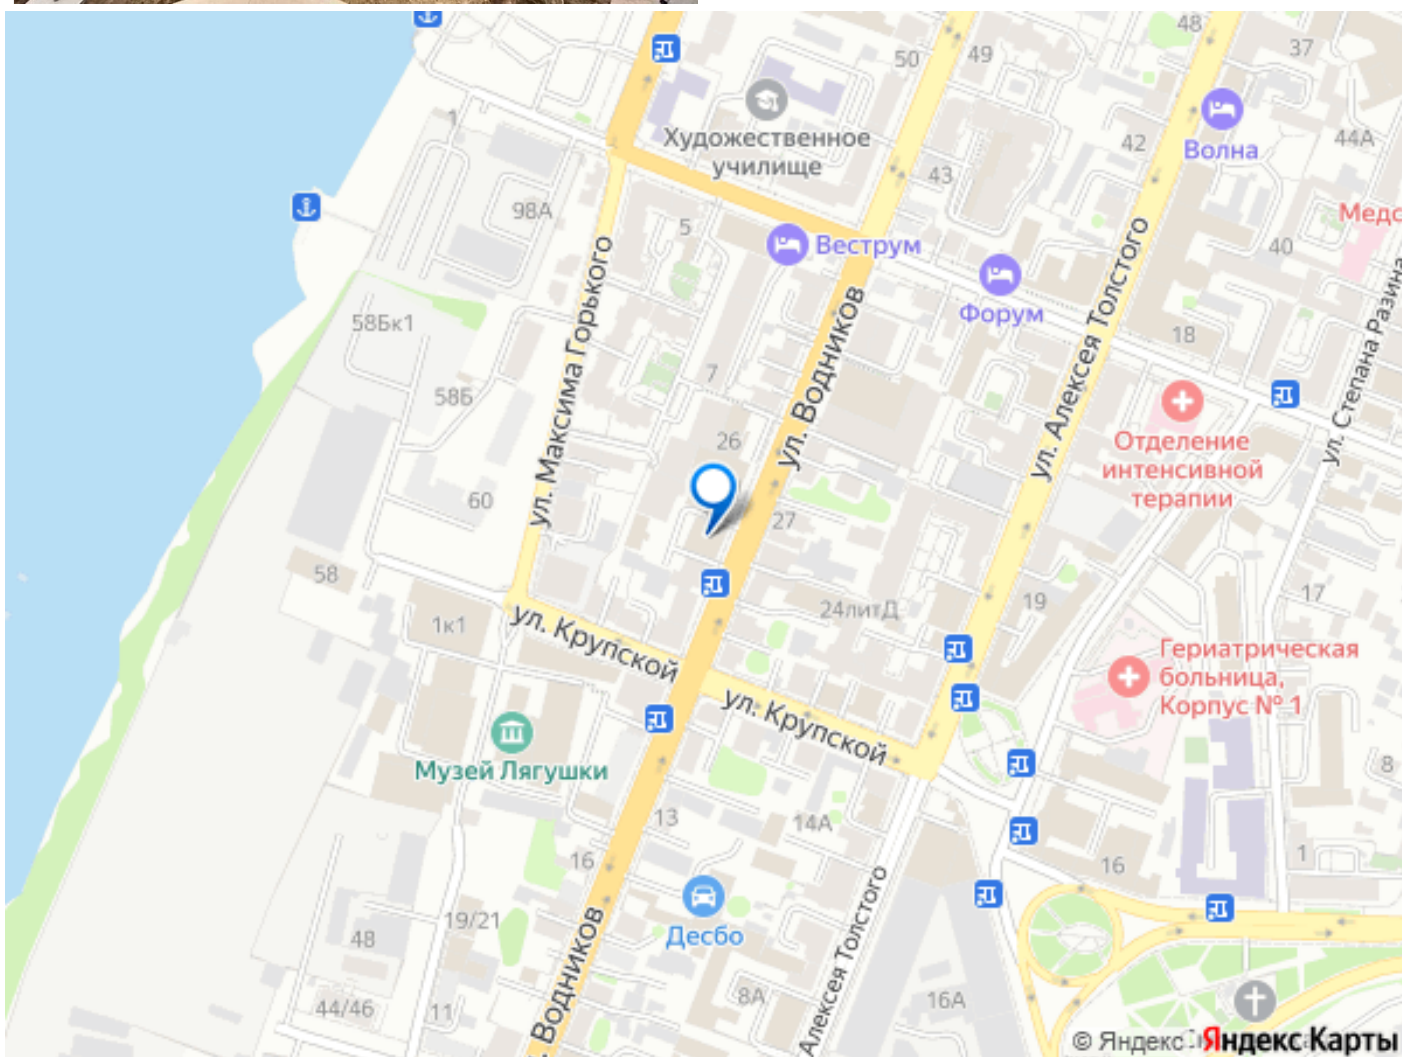 48
50
49
37
1
Художественное
училище
42
44А
Волна
43
98А
5
Медс
40
Веструм
Форум
58Бк1
18
ул. Максима Горького
ул. Водников
ул. Алексея Толстого
ул. Степана Разина
7
58Б
26
Отделение
интенсивной
терапии
60
27
58
17
19
24литД
1к1
ул. Крупской
Гериатрическая
больница,
Корпус № 1
ул. Крупской
Музей Лягушки
8
13
14А
16
16
1
19/21
Десбо
48
Водников
Алексея Толстого
8А
16А
44/46
11
© Яндекс
Яндекс Карты